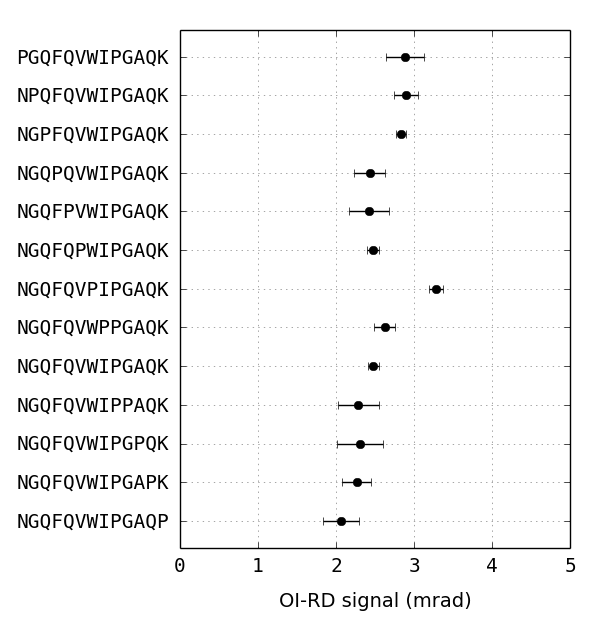 PGQFQVWIPGAQK
NPQFQVWIPGAQK
NGPFQVWIPGAQK
NGQPQVWIPGAQK
NGQFPVWIPGAQK
NGQFQPWIPGAQK
NGQFQVPIPGAQK
NGQFQVWPPGAQK
NGQFQVWIPGAQK
NGQFQVWIPPAQK
NGQFQVWIPGPQK
NGQFQVWIPGAPK
NGQFQVWIPGAQP
0 1 2 3 4 5
OI-RD signal (mrad)